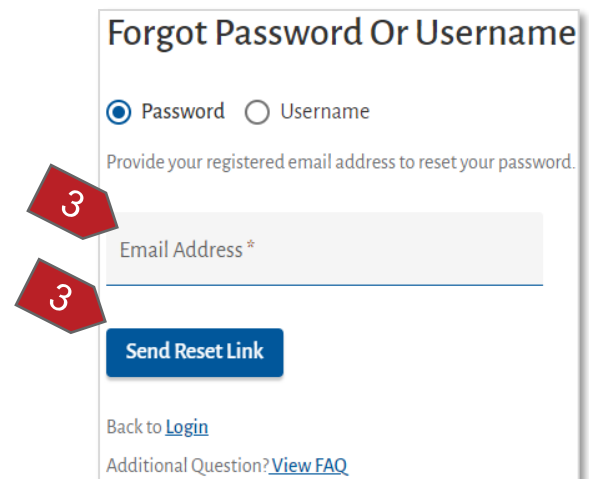 Forgot Password Or Username
Password Username
Provide your registered email address to reset your password.
3
Email Address *
3
Send Reset Link
Back to Login
Additional Question? View FAQ